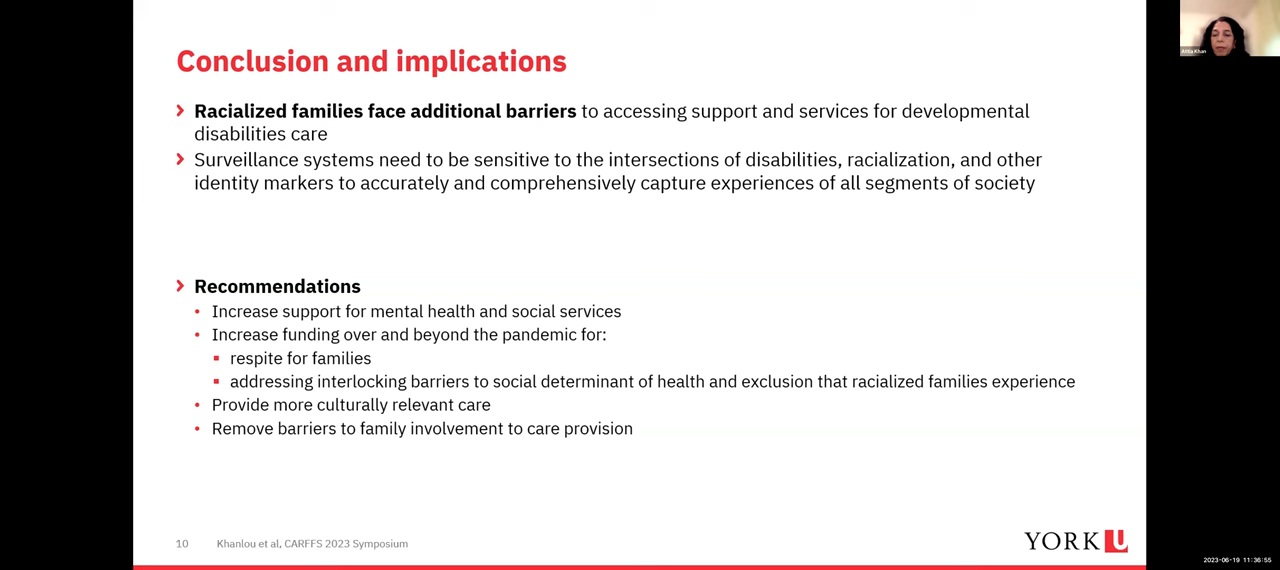 Conclusion and implications
Racialized families face additional barriers to accessing support and services for developmental
disabilities care
Surveillance systems need to be sensitive to the intersections of disabilities, racialization, and other
identity markers to accurately and comprehensively capture experiences of all segments of society
Recommendations
Increase support for mental health and social services
Increase funding over and beyond the pandemic for:
respite for families
addressing interlocking barriers to social determinant of health and exclusion that racialized families experience
Provide more culturally relevant care
Remove barriers to family involvement to care provision
10 Khanlou et al, CARFFS 2023 Symposium
YORK U
Attia Khan
2023-06-19 11:36:55